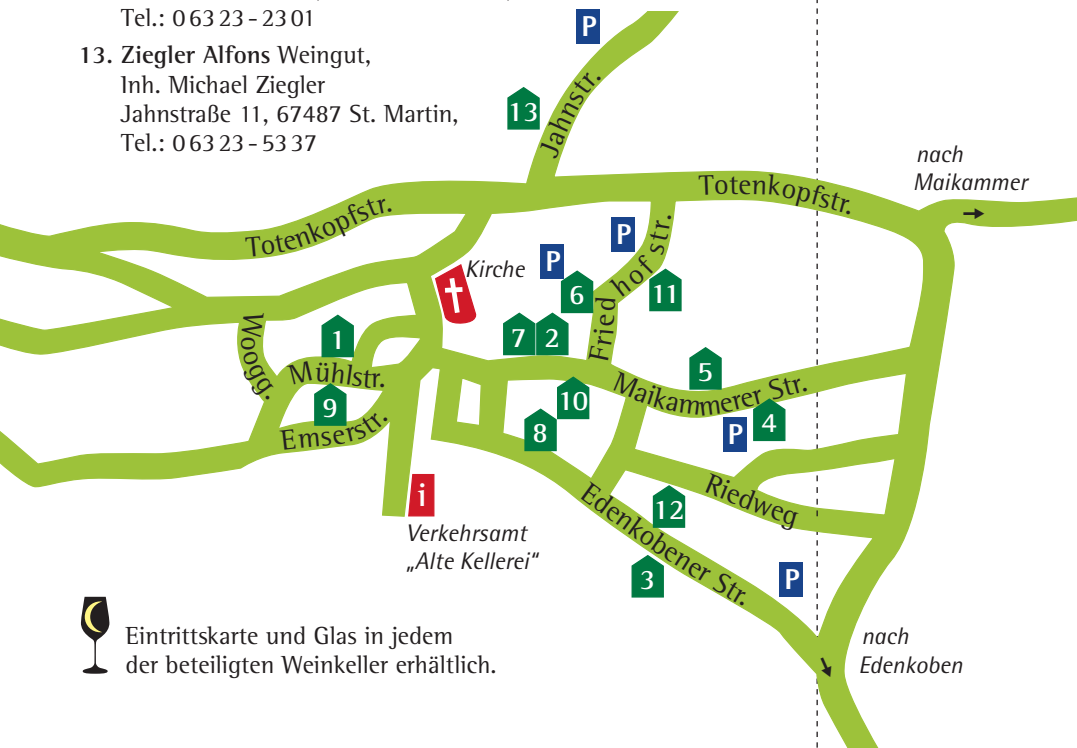 Tel.: 0 63 23 - 23 01
13. Ziegler Alfons Weingut,
Inh. Michael Ziegler
Jahnstraße 11, 67487 St. Martin,
Tel.: 0 63 23 - 53 37
P
13
Jahnstr.
nach
Maikammer
Totenkopfstr.
Totenkopfstr.
P
P
Kirche
Friedhofstr.
6
11
Woogg.
1
7
2
Mühlstr.
5
Maikammerer Str.
9
10
4
Emserstr.
8
P
i
Riedweg
12
Edenkobener Str.
Verkehrsamt
„Alte Kellerei“
3
P
Eintrittskarte und Glas in jedem
der beteiligten Weinkeller erhältlich.
nach
Edenkoben